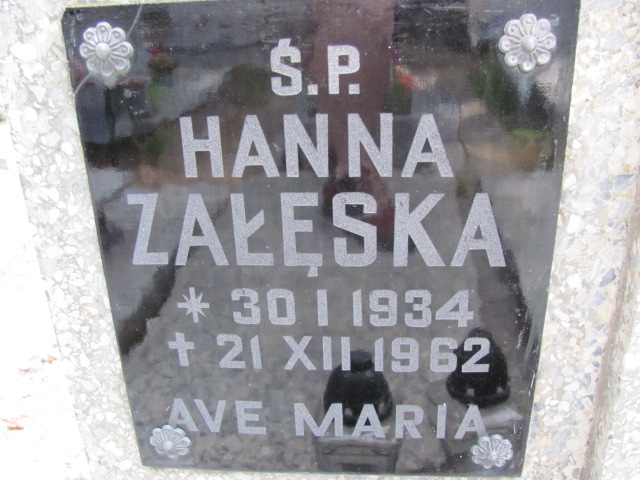 Ś.P.
HANNA
ZAŁĘSKA
* 30 I 1934
✝ 21 XII 1962
AVE MARIA